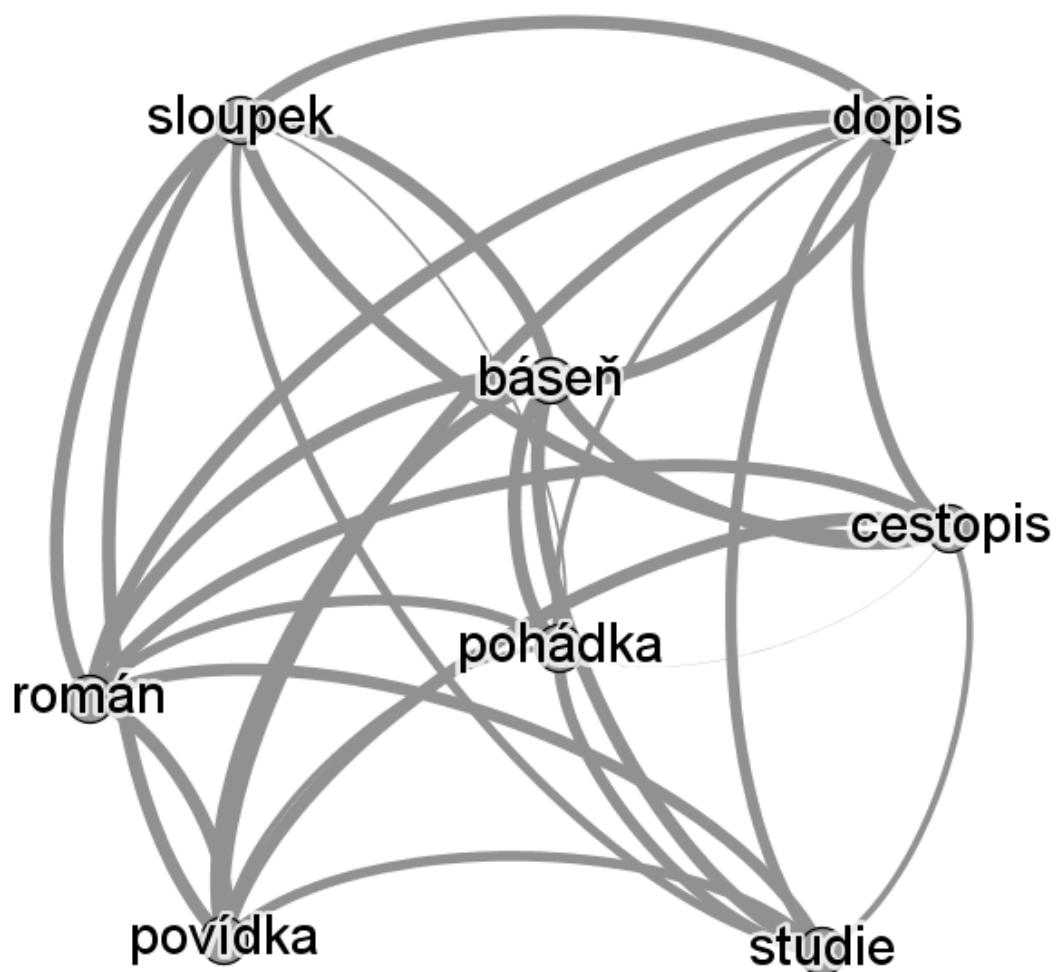 sloupek
dopis
báseň
cestopis
pohádka
román
povídka
studie